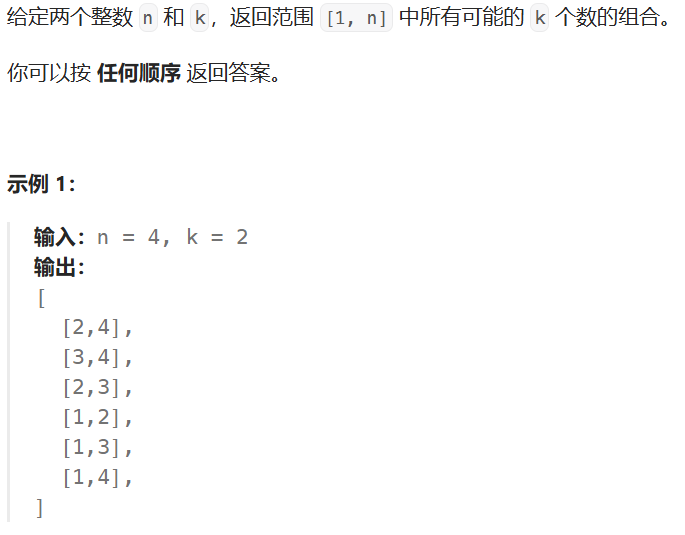 给定两个整数 n 和 k，返回范围 [1, n] 中所有可能的 k 个数的组合。
你可以按 任何顺序 返回答案。
示例 1：
输入：n = 4, k = 2
输出：
[
[2,4],
[3,4],
[2,3],
[1,2],
[1,3],
[1,4],
]